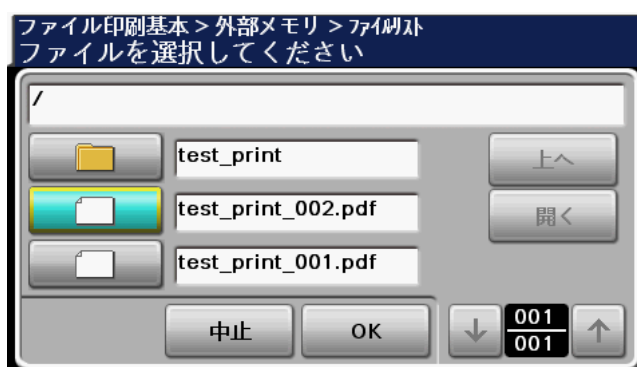 ファイル印刷基本 > 外部メモリ > ﾌｧｲﾙﾘｽﾄ
ファイルを選択してください
/
test_print
上へ
test_print_002.pdf
開く
test_print_001.pdf
中止
OK
001
001